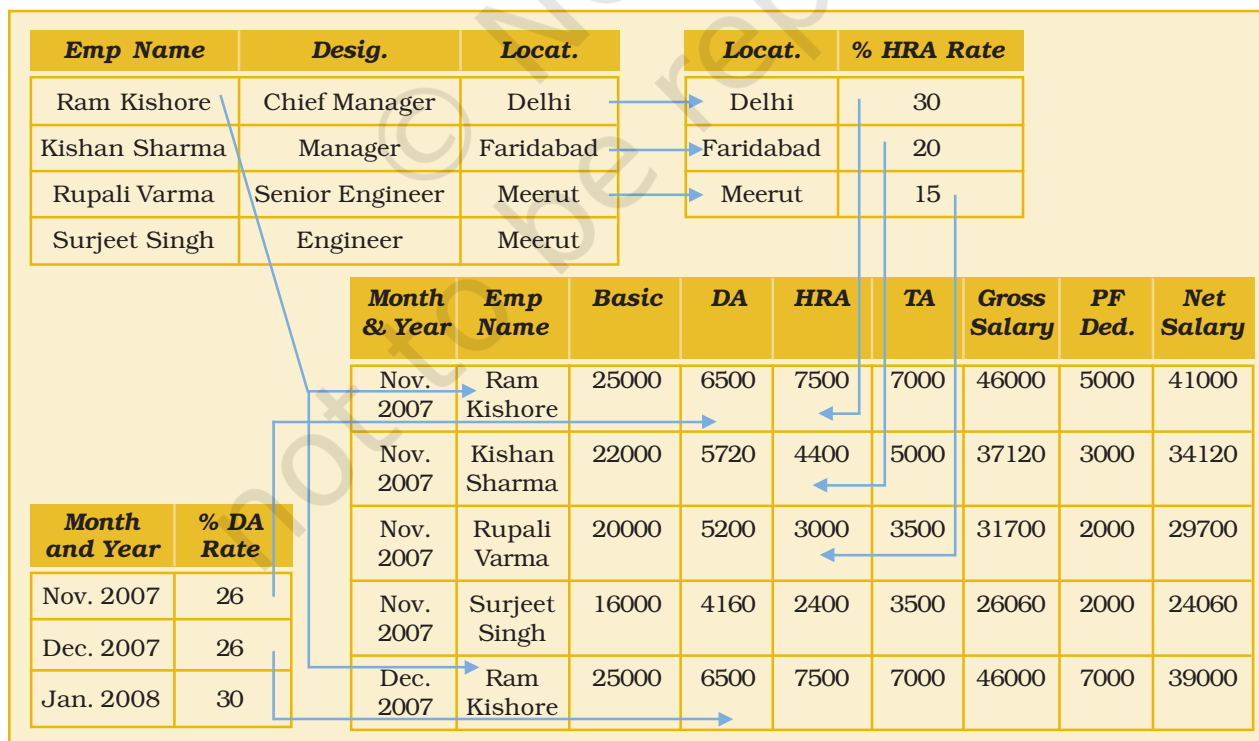 Emp Name Desig. Locat.
Ram Kishore Chief Manager Delhi
Kishan Sharma Manager Faridabad
Rupali Varma Senior Engineer Meerut
Surjeet Singh Engineer Meerut
Locat. % HRA Rate
Delhi 30
Faridabad 20
Meerut 15
Month Emp Basic DA HRA TA Gross PF Net
& Year Name Salary Ded. Salary
Nov. Ram 25000 6500 7500 7000 46000 5000 41000
2007 Kishore
Nov. Kishan 22000 5720 4400 5000 37120 3000 34120
2007 Sharma
Nov. Rupali 20000 5200 3000 3500 31700 2000 29700
2007 Varma
Nov. Surjeet 16000 4160 2400 3500 26060 2000 24060
2007 Singh
Dec. Ram 25000 6500 7500 7000 46000 7000 39000
2007 Kishore
Month % DA
and Year Rate
Nov. 2007 26
Dec. 2007 26
Jan. 2008 30
© N
not to be rep